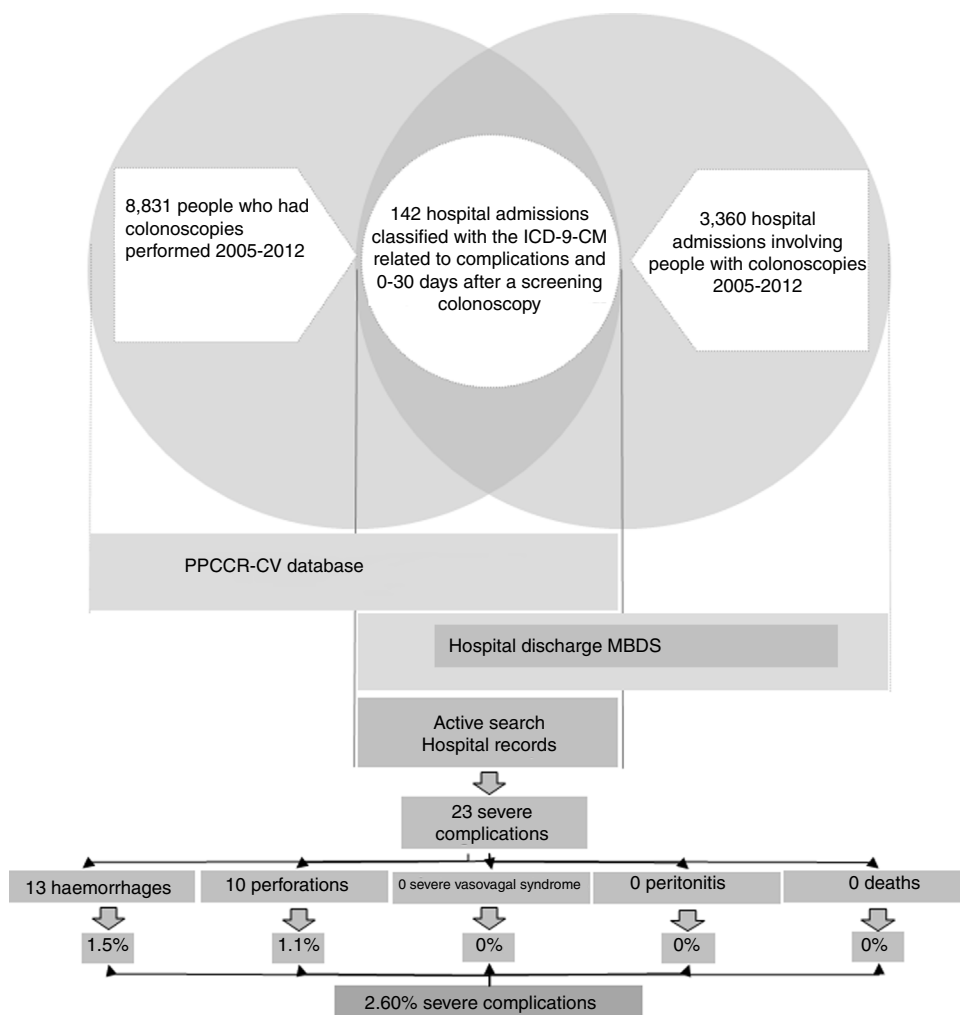 8,831 people who had
colonoscopies
performed 2005-2012
142 hospital admissions
classified with the ICD-9-CM
related to complications and
0-30 days after a screening
colonoscopy
3,360 hospital
admissions involving
people with colonoscopies
2005-2012
PPCCR-CV database
Hospital discharge MBDS
Active search
Hospital records
23 severe
complications
13 haemorrhages
10 perforations
0 severe vasovagal syndrome
0 peritonitis
0 deaths
1.5%
1.1%
0%
0%
0%
2.60% severe complications